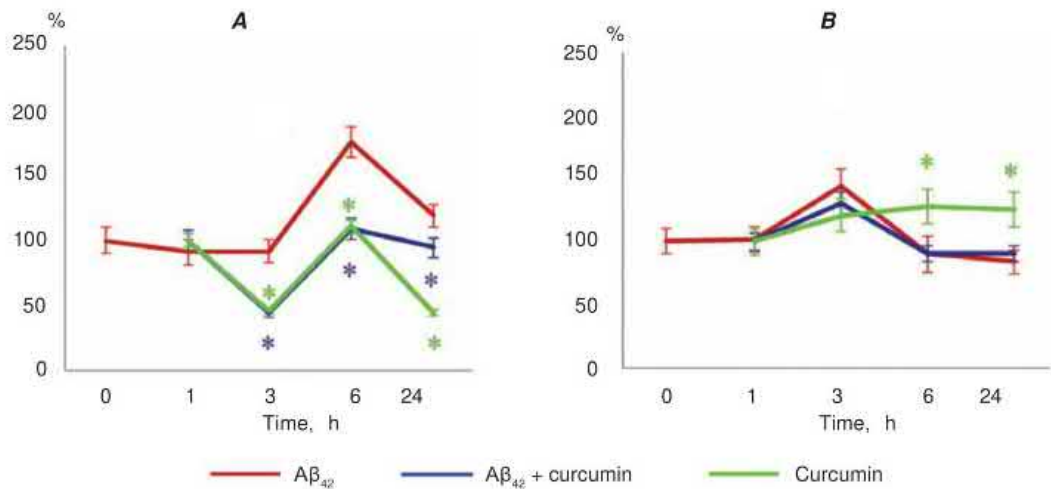 %
A
250
200
150
100
50
0
0 1 3 6 24
Time, h
%
B
250
200
150
100
50
0
0 1 3 6 24
Time, h
* * * * * *
* *
Aβ₄₂
Aβ₄₂ + curcumin
Curcumin